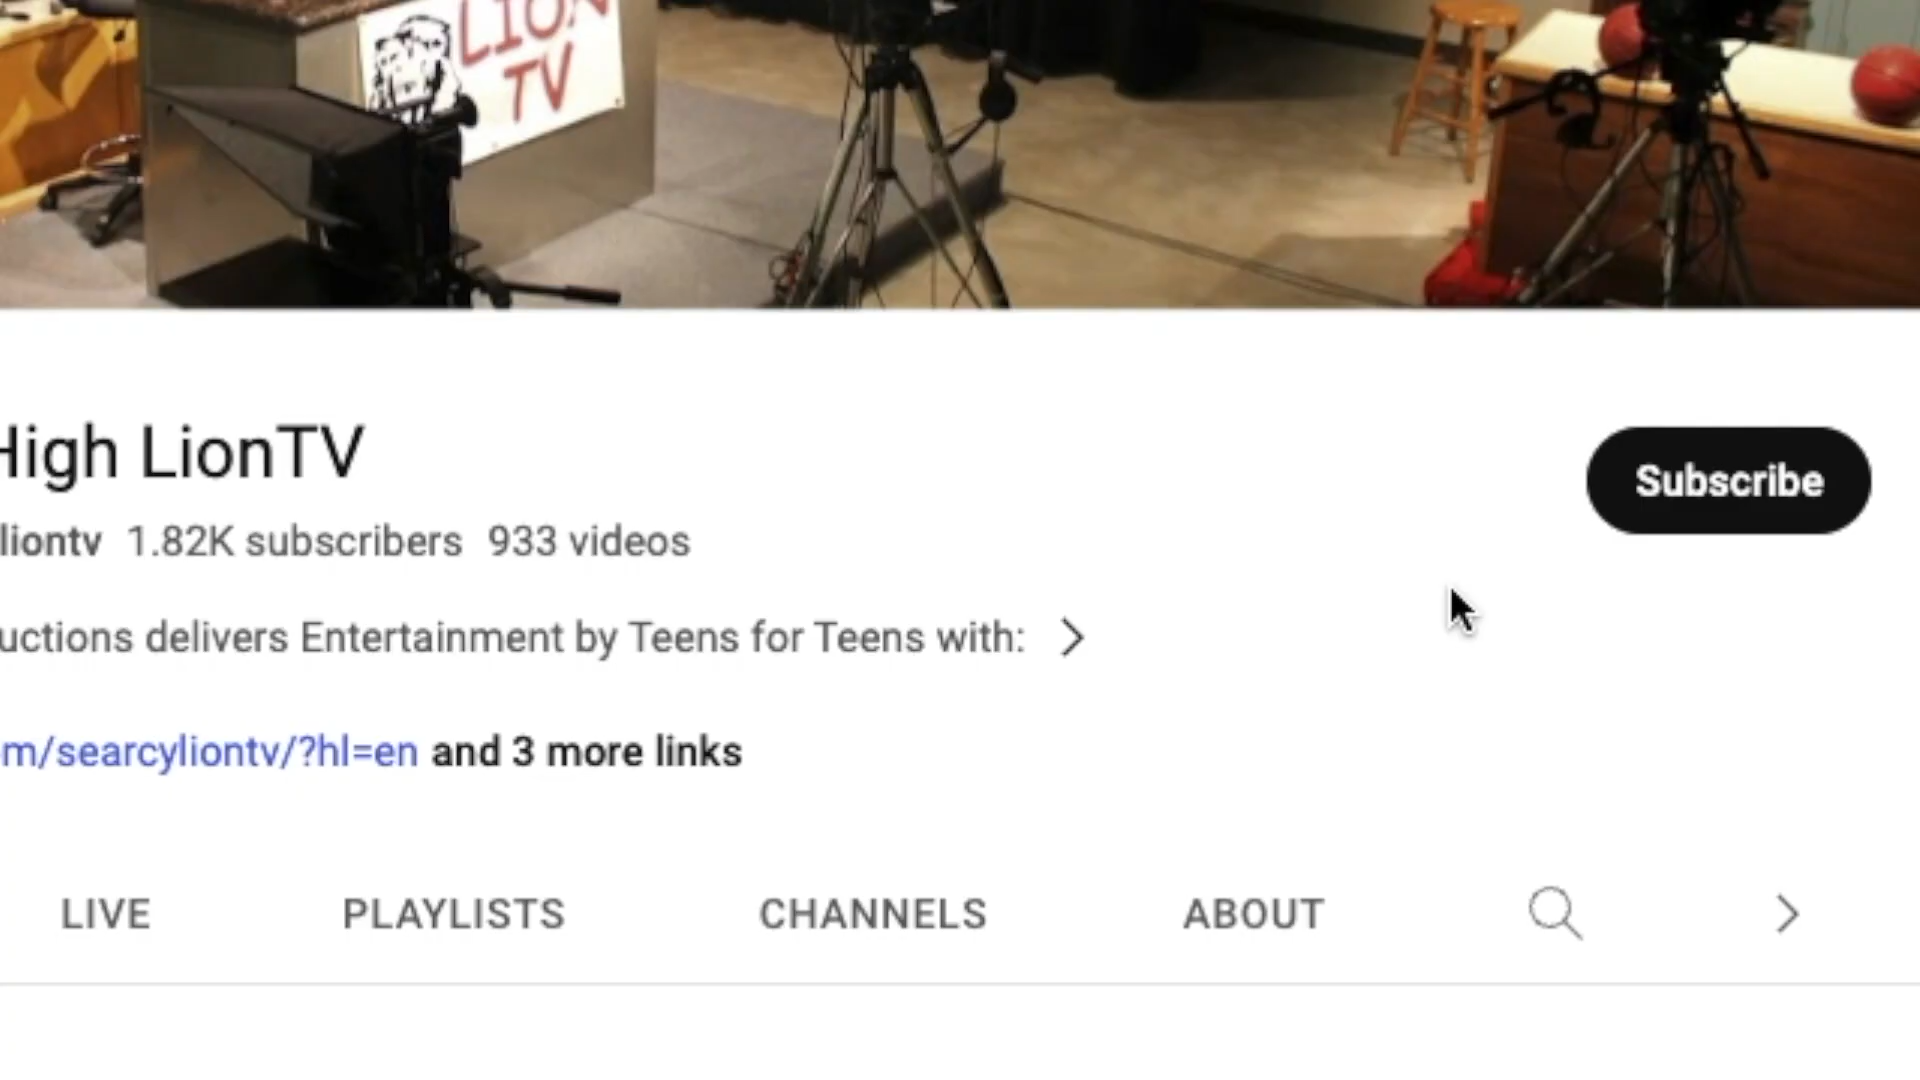 LION
TV
High LionTV
liontv 1.82K subscribers 933 videos
Subscribe
uctions delivers Entertainment by Teens for Teens with:
m/searcyliontv/?hl=en and 3 more links
LIVE PLAYLISTS CHANNELS ABOUT